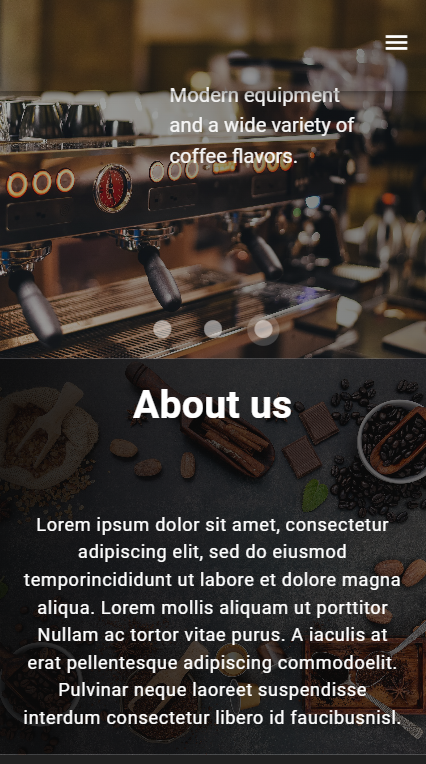 Modern equipment
and a wide variety of
coffee flavors.
About us
Lorem ipsum dolor sit amet, consectetur
adipiscing elit, sed do eiusmod
temporincididunt ut labore et dolore magna
aliqua. Lorem mollis aliquam ut porttitor
Nullam ac tortor vitae purus. A iaculis at
erat pellentesque adipiscing commodoelit.
Pulvinar neque laoreet suspendisse
interdum consectetur libero id faucibusnisl.